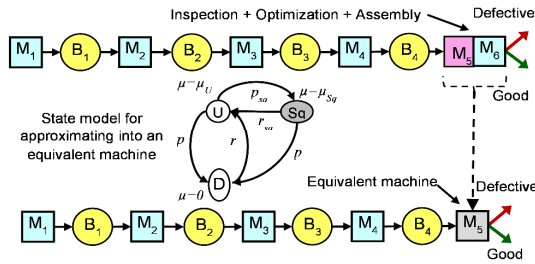 Inspection + Optimization + Assembly
Defective
M1 B1 M2 B2 M3 B3 M4 B4 M5 M6
Good
μ−μU
psq
μ−μSq
State model for
approximating into an
equivalent machine
U
Sq
rsq
p
r
p
D
μ−0
Equivalent machine
Defective
M1 B1 M2 B2 M3 B3 M4 B4 M5
Good